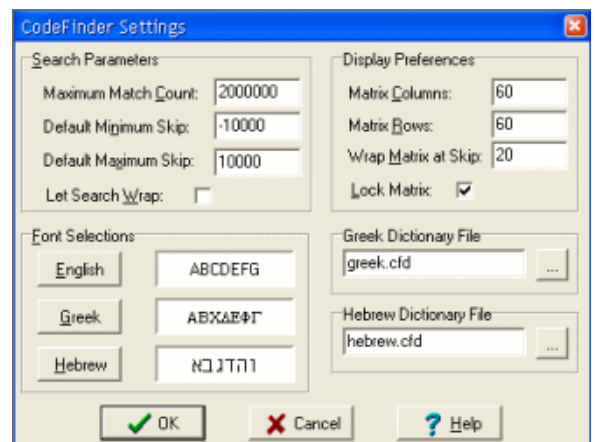 CodeFinder Settings
Search Parameters
Maximum Match Count: 2000000
Default Minimum Skip: -10000
Default Maximum Skip: 10000
Let Search Wrap:
Display Preferences
Matrix Columns: 60
Matrix Rows: 60
Wrap Matrix at Skip: 20
Lock Matrix:
Font Selections
English ABCDEFG
Greek ΑΒΧΔΕΦΓ
Hebrew אבגדהו
Greek Dictionary File
greek.cfd ...
Hebrew Dictionary File
hebrew.cfd ...
OK Cancel Help